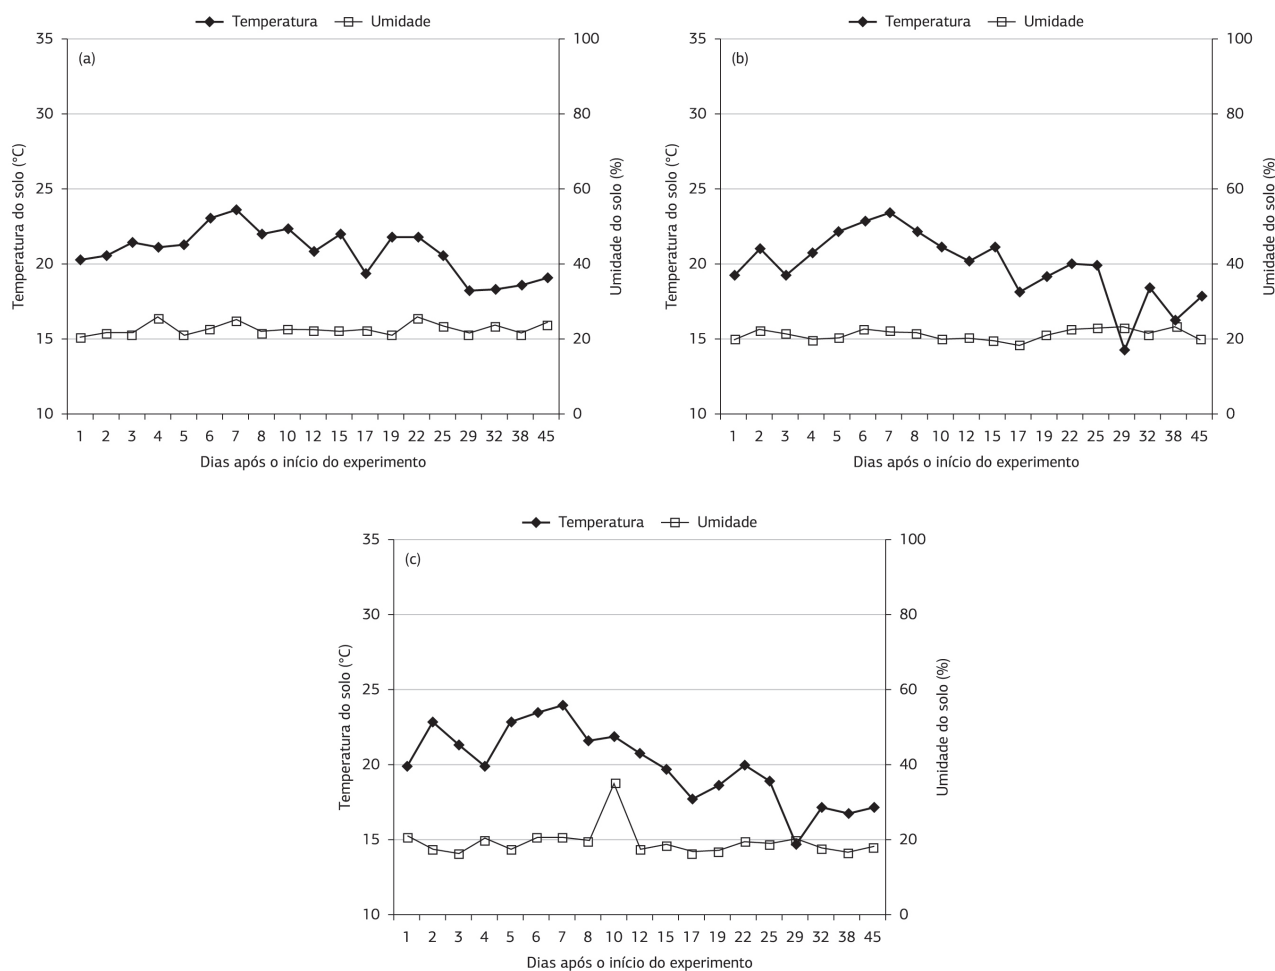 Temperatura Umidade
(a)
35
30
25
20
15
10
100
80
60
40
20
0
Temperatura do solo (°C)
Umidade do solo (%)
1 2 3 4 5 6 7 8 10 12 15 17 19 22 25 29 32 38 45
Dias após o início do experimento
Temperatura Umidade
(b)
35
30
25
20
15
10
100
80
60
40
20
0
Temperatura do solo (°C)
Umidade do solo (%)
1 2 3 4 5 6 7 8 10 12 15 17 19 22 25 29 32 38 45
Dias após o início do experimento
Temperatura Umidade
(c)
35
30
25
20
15
10
100
80
60
40
20
0
Temperatura do solo (°C)
Umidade do solo (%)
1 2 3 4 5 6 7 8 10 12 15 17 19 22 25 29 32 38 45
Dias após o início do experimento